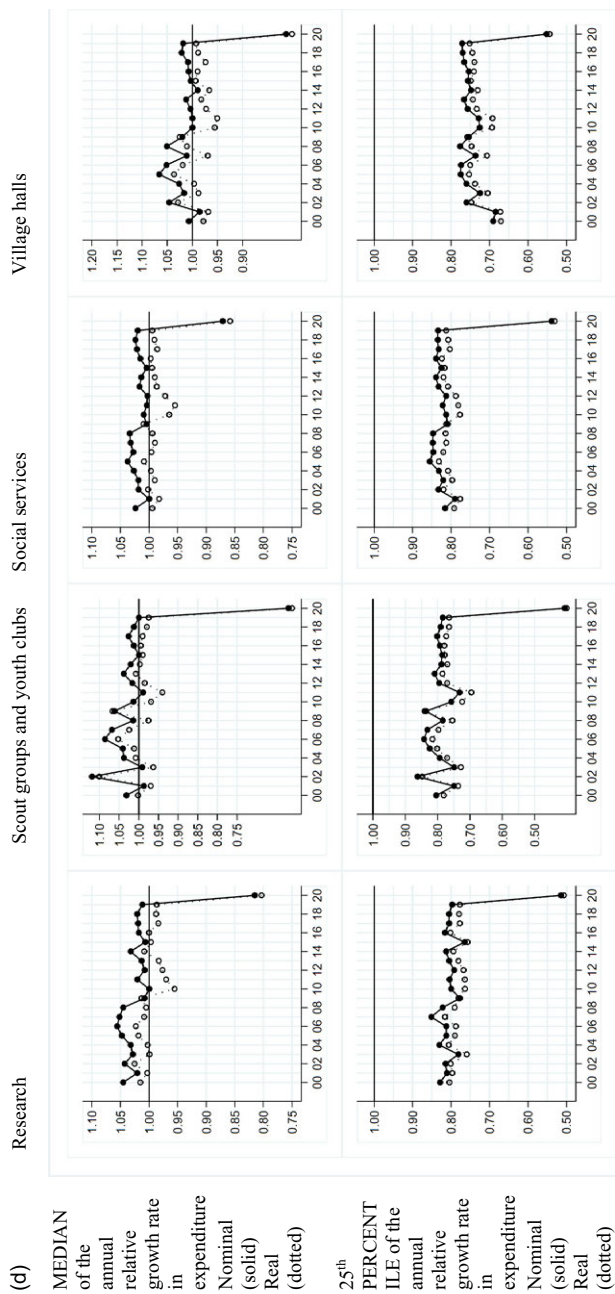 (d)
Research Scout groups and youth clubs Social services Village halls
MEDIAN
of the
annual
relative
growth rate
in
expenditure
Nominal
(solid)
Real
(dotted)
1.10
1.05
1.00
0.95
0.90
0.85
0.80
0.75
00 02 04 06 08 10 12 14 16 18 20
1.10
1.05
1.00
0.95
0.90
0.85
0.80
0.75
00 02 04 06 08 10 12 14 16 18 20
1.10
1.05
1.00
0.95
0.90
0.85
0.80
0.75
00 02 04 06 08 10 12 14 16 18 20
1.20
1.15
1.10
1.05
1.00
0.95
0.90
00 02 04 06 08 10 12 14 16 18 20
25th
PERCENT
ILE of the
annual
relative
growth rate
in
expenditure
Nominal
(solid)
Real
(dotted)
1.00
0.90
0.80
0.70
0.60
0.50
00 02 04 06 08 10 12 14 16 18 20
1.00
0.90
0.80
0.70
0.60
0.50
00 02 04 06 08 10 12 14 16 18 20
1.00
0.90
0.80
0.70
0.60
0.50
00 02 04 06 08 10 12 14 16 18 20
1.00
0.90
0.80
0.70
0.60
0.50
00 02 04 06 08 10 12 14 16 18 20